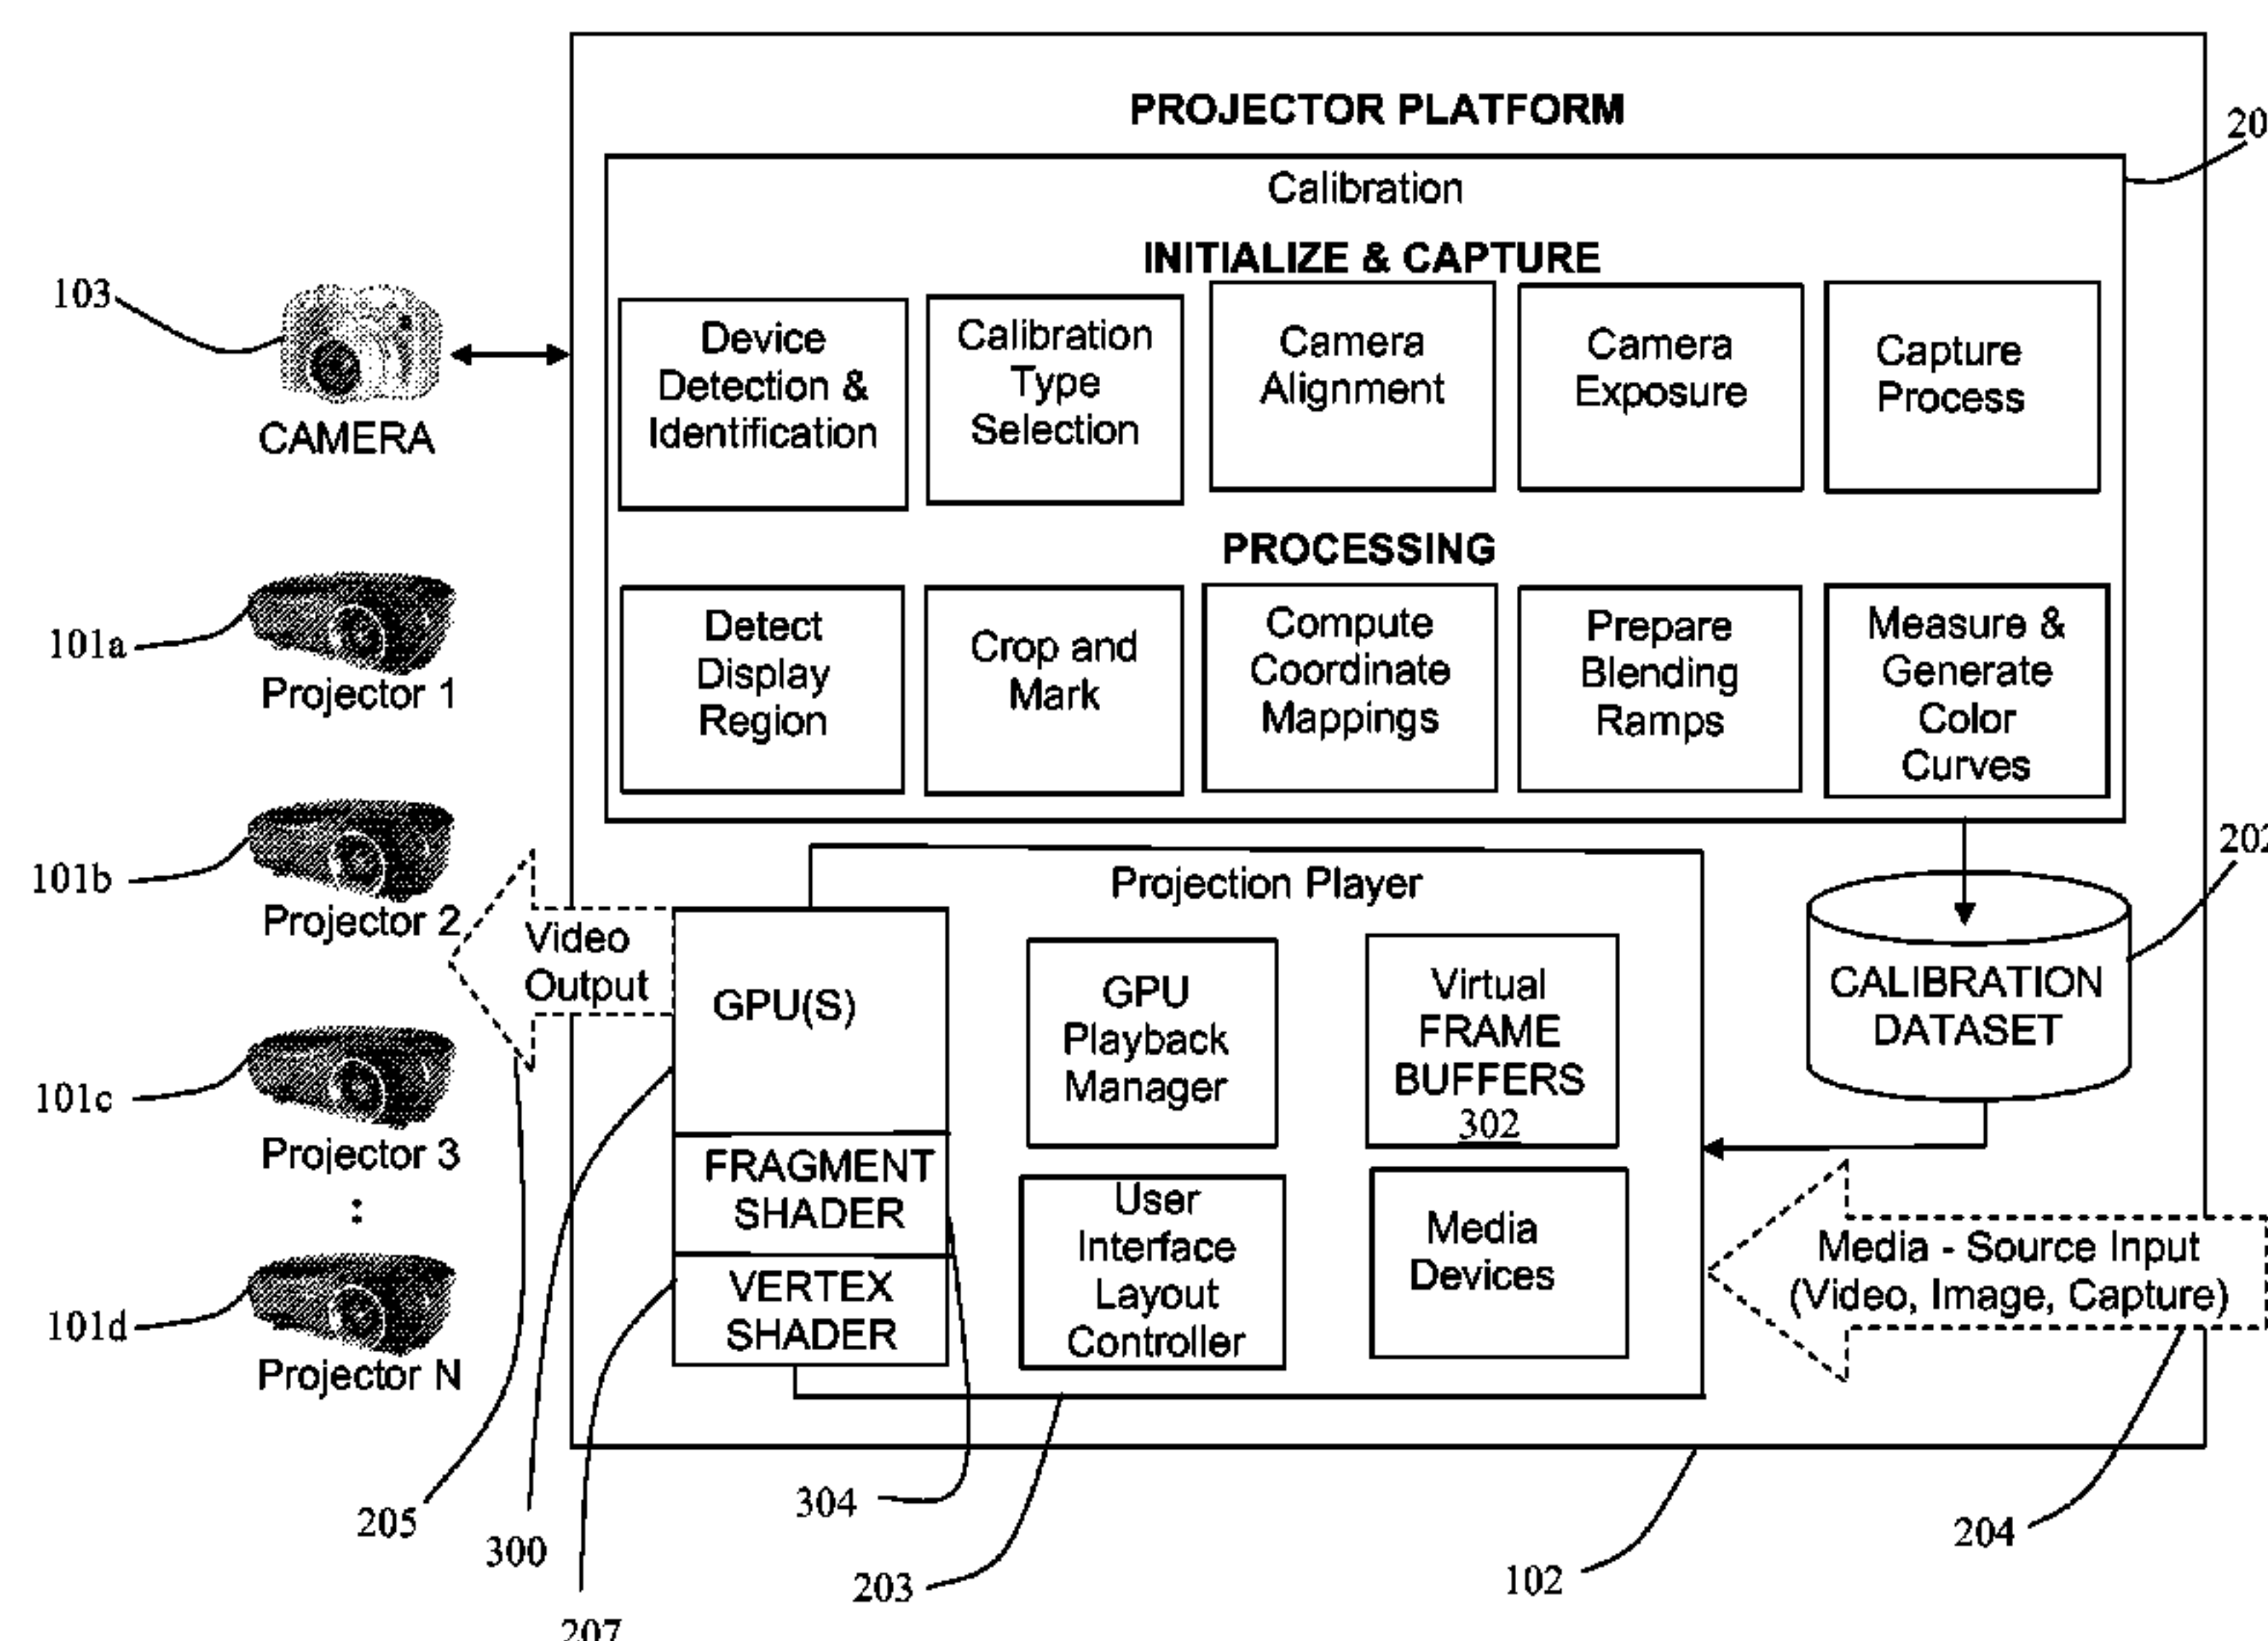 PROJECTOR PLATFORM
20
Calibration
INITIALIZE & CAPTURE
103
CAMERA
Device
Detection &
Identification
Calibration
Type
Selection
Camera
Alignment
Camera
Exposure
Capture
Process
PROCESSING
Detect
Display
Region
Crop and
Mark
Compute
Coordinate
Mappings
Prepare
Blending
Ramps
Measure &
Generate
Color
Curves
101a
Projector 1
101b
Projector 2
101c
Projector 3
:
101d
Projector N
Video
Output
Projection Player
GPU(S)
FRAGMENT
SHADER
VERTEX
SHADER
GPU
Playback
Manager
Virtual
FRAME
BUFFERS
302
User
Interface
Layout
Controller
Media
Devices
202
CALIBRATION
DATASET
Media - Source Input
(Video, Image, Capture)
205
300
207
304
203
102
204